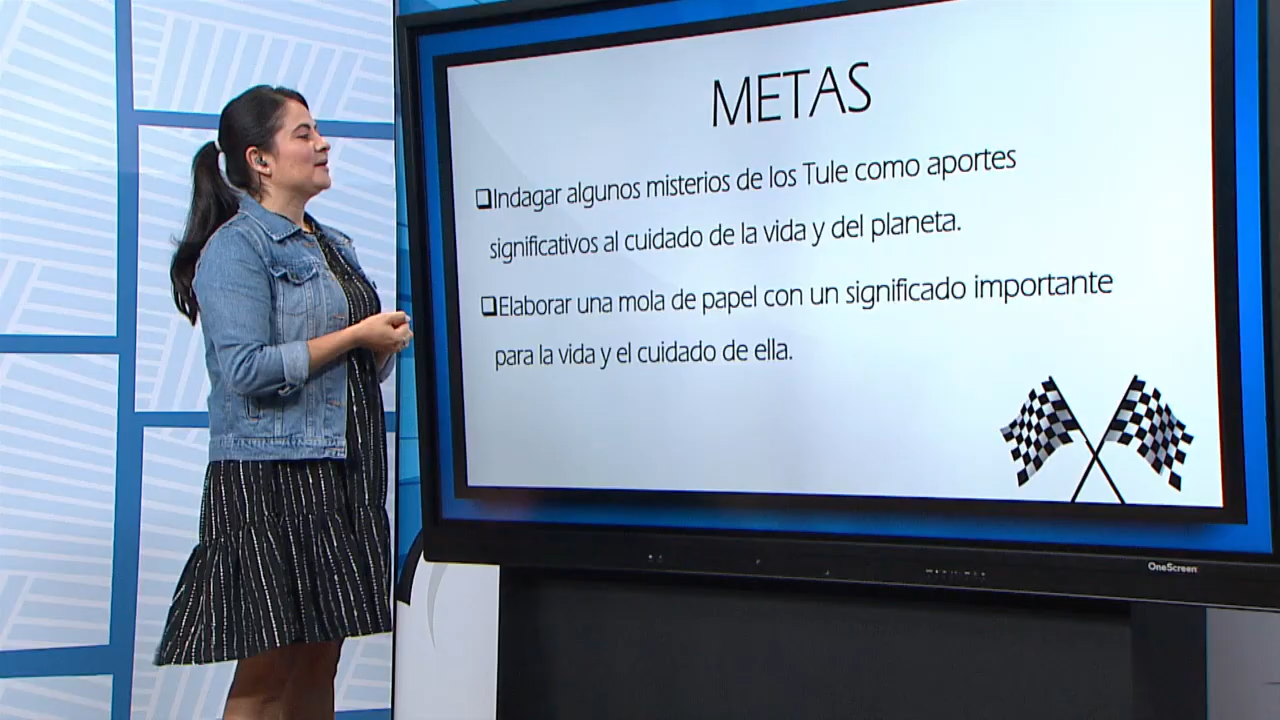 METAS
❑Indagar algunos misterios de los Tule como aportes
significativos al cuidado de la vida y del planeta.
❑Elaborar una mola de papel con un significado importante
para la vida y el cuidado de ella.
OneScreen